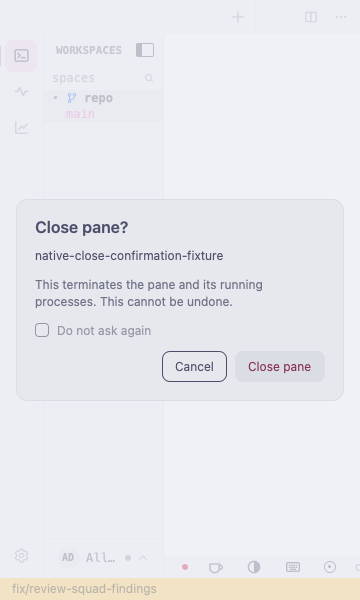 WORKSPACES
spaces
repo
main
Close pane?
native-close-confirmation-fixture
This terminates the pane and its running
processes. This cannot be undone.
Do not ask again
Cancel
Close pane
AD All…
fix/review-squad-findings